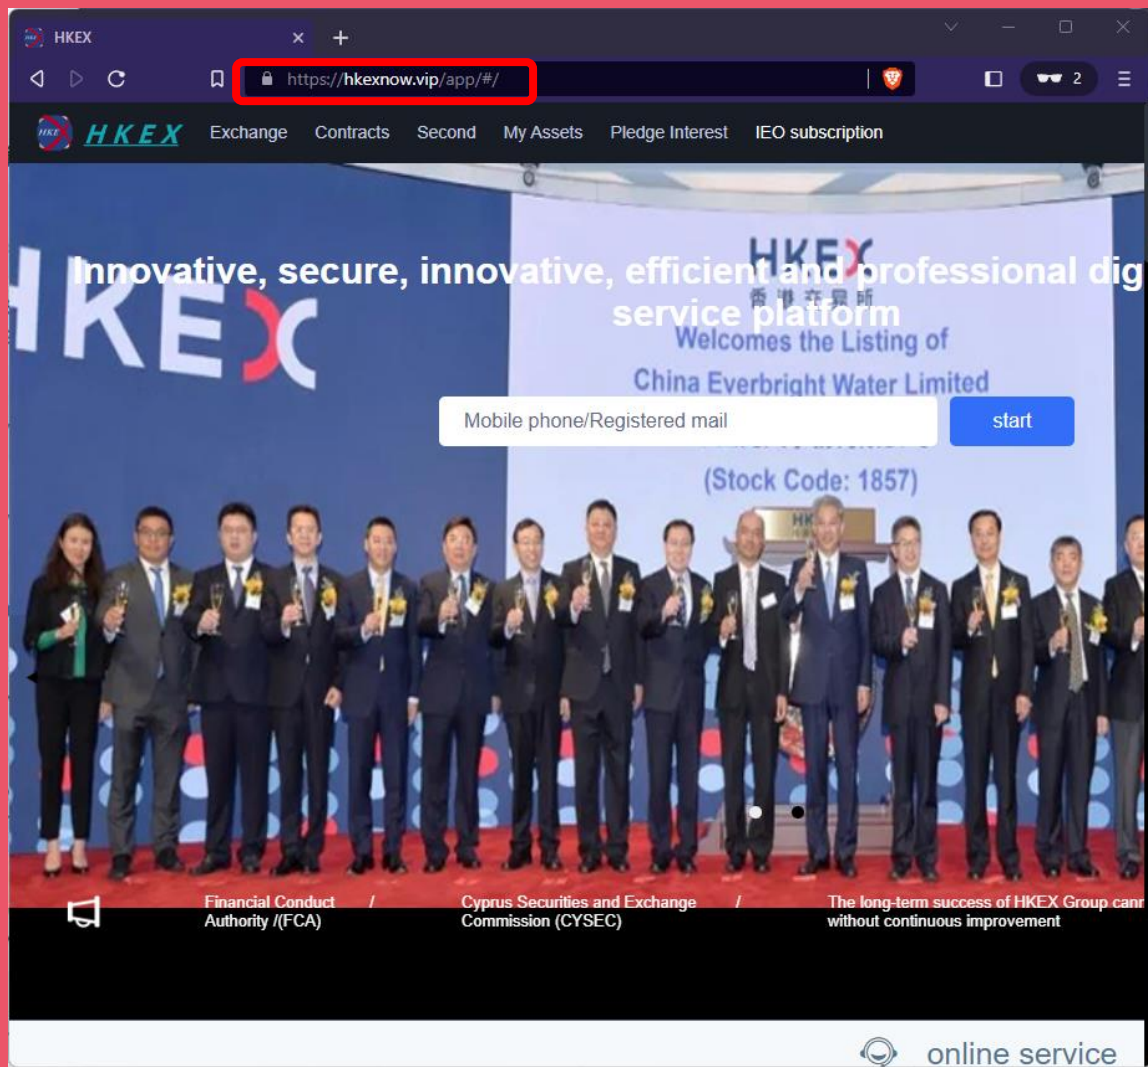 HKEX
https://hkexnow.vip/app/#/
2
HKEX
HKEX Exchange Contracts Second My Assets Pledge Interest IEO subscription
HKEX
HKEX
香港交易所
Innovative, secure, innovative, efficient and professional dig
service platform
Welcomes the Listing of
China Everbright Water Limited
Mobile phone/Registered mail
start
(Stock Code: 1857)
Financial Conduct / Cyprus Securities and Exchange / The long-term success of HKEX Group cann
Authority /(FCA) Commission (CYSEC) without continuous improvement
online service